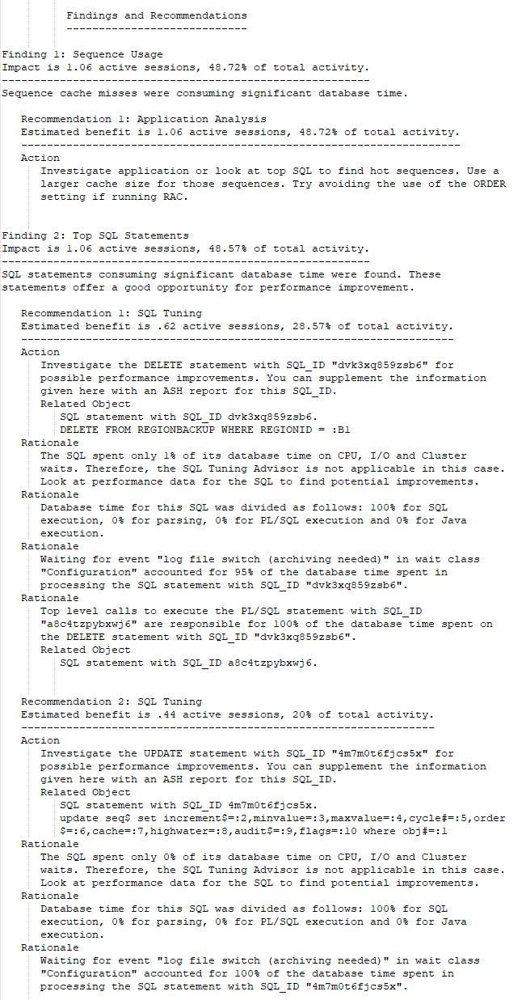 Findings and Recommendations
----------------------------
Finding 1: Sequence Usage
Impact is 1.06 active sessions, 48.72% of total activity.
---------------------------------------------------------
Sequence cache misses were consuming significant database time.
Recommendation 1: Application Analysis
Estimated benefit is 1.06 active sessions, 48.72% of total activity.
--------------------------------------------------------------------
Action
Investigate application or look at top SQL to find hot sequences. Use a
larger cache size for those sequences. Try avoiding the use of the ORDER
setting if running RAC.
Finding 2: Top SQL Statements
Impact is 1.06 active sessions, 48.57% of total activity.
---------------------------------------------------------
SQL statements consuming significant database time were found. These
statements offer a good opportunity for performance improvement.
Recommendation 1: SQL Tuning
Estimated benefit is .62 active sessions, 28.57% of total activity.
-------------------------------------------------------------------
Action
Investigate the DELETE statement with SQL_ID "dvk3xq859zsb6" for
possible performance improvements. You can supplement the information
given here with an ASH report for this SQL_ID.
Related Object
SQL statement with SQL_ID dvk3xq859zsb6.
DELETE FROM REGIONBACKUP WHERE REGIONID = :B1
Rationale
The SQL spent only 1% of its database time on CPU, I/O and Cluster
waits. Therefore, the SQL Tuning Advisor is not applicable in this case.
Look at performance data for the SQL to find potential improvements.
Rationale
Database time for this SQL was divided as follows: 100% for SQL
execution, 0% for parsing, 0% for PL/SQL execution and 0% for Java
execution.
Rationale
Waiting for event "log file switch (archiving needed)" in wait class
"Configuration" accounted for 95% of the database time spent in
processing the SQL statement with SQL_ID "dvk3xq859zsb6".
Rationale
Top level calls to execute the PL/SQL statement with SQL_ID
"a8c4tzpybxwj6" are responsible for 100% of the database time spent on
the DELETE statement with SQL_ID "dvk3xq859zsb6".
Related Object
SQL statement with SQL_ID a8c4tzpybxwj6.
Recommendation 2: SQL Tuning
Estimated benefit is .44 active sessions, 20% of total activity.
----------------------------------------------------------------
Action
Investigate the UPDATE statement with SQL_ID "4m7m0t6fjcs5x" for
possible performance improvements. You can supplement the information
given here with an ASH report for this SQL_ID.
Related Object
SQL statement with SQL_ID 4m7m0t6fjcs5x.
update seq$ set increment$=:2,minvalue=:3,maxvalue=:4,cycle#=:5,order
$=:6,cache=:7,highwater=:8,audit$=:9,flags=:10 where obj#=:1
Rationale
The SQL spent only 0% of its database time on CPU, I/O and Cluster
waits. Therefore, the SQL Tuning Advisor is not applicable in this case.
Look at performance data for the SQL to find potential improvements.
Rationale
Database time for this SQL was divided as follows: 100% for SQL
execution, 0% for parsing, 0% for PL/SQL execution and 0% for Java
execution.
Rationale
Waiting for event "log file switch (archiving needed)" in wait class
"Configuration" accounted for 100% of the database time spent in
processing the SQL statement with SQL_ID "4m7m0t6fjcs5x".